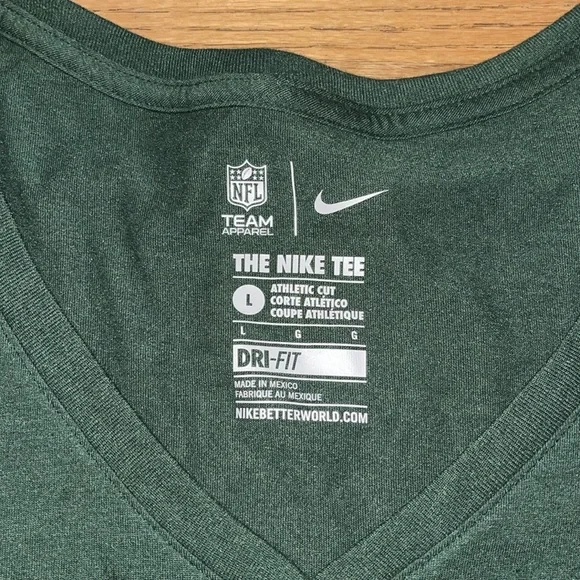 NFL
TEAM
APPAREL
THE NIKE TEE
L
ATHLETIC CUT
CORTE ATLÉTICO
COUPE ATHLÉTIQUE
L G G
DRI-FIT
MADE IN MEXICO
FABRIQUE AU MEXIQUE
NIKEBETTERWORLD.COM